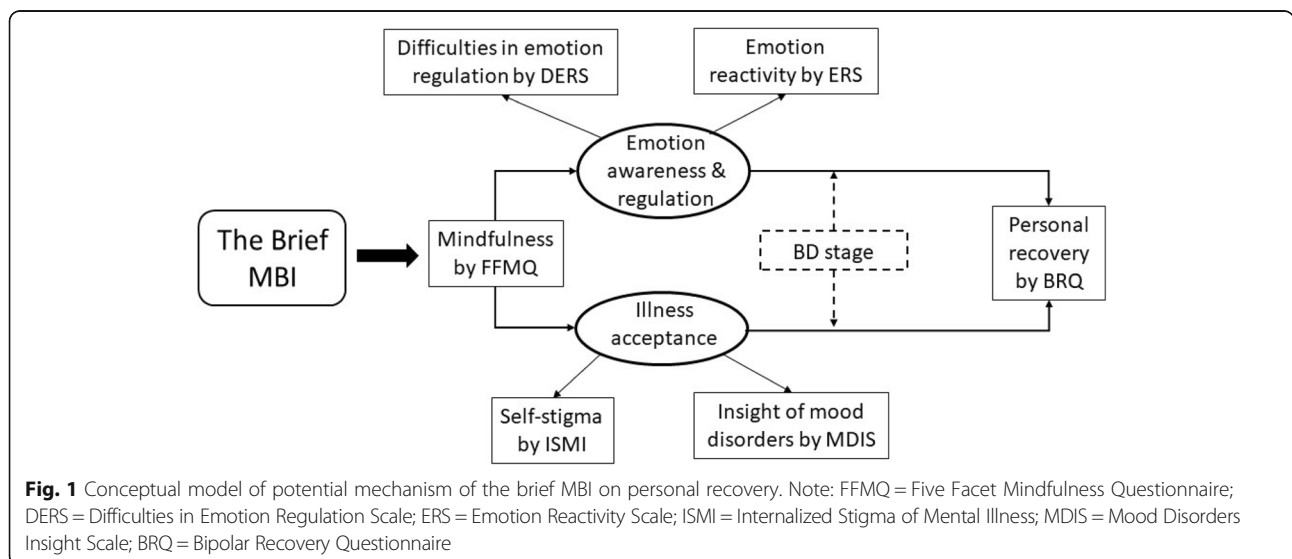 Difficulties in emotion
regulation by DERS
Emotion
reactivity by ERS
Emotion
awareness &
regulation
The Brief
MBI
Mindfulness
by FFMQ
BD stage
Personal
recovery
by BRQ
Illness
acceptance
Self-stigma
by ISMI
Insight of mood
disorders by MDIS
Fig. 1 Conceptual model of potential mechanism of the brief MBI on personal recovery. Note: FFMQ = Five Facet Mindfulness Questionnaire;
DERS = Difficulties in Emotion Regulation Scale; ERS = Emotion Reactivity Scale; ISMI = Internalized Stigma of Mental Illness; MDIS = Mood Disorders
Insight Scale; BRQ = Bipolar Recovery Questionnaire